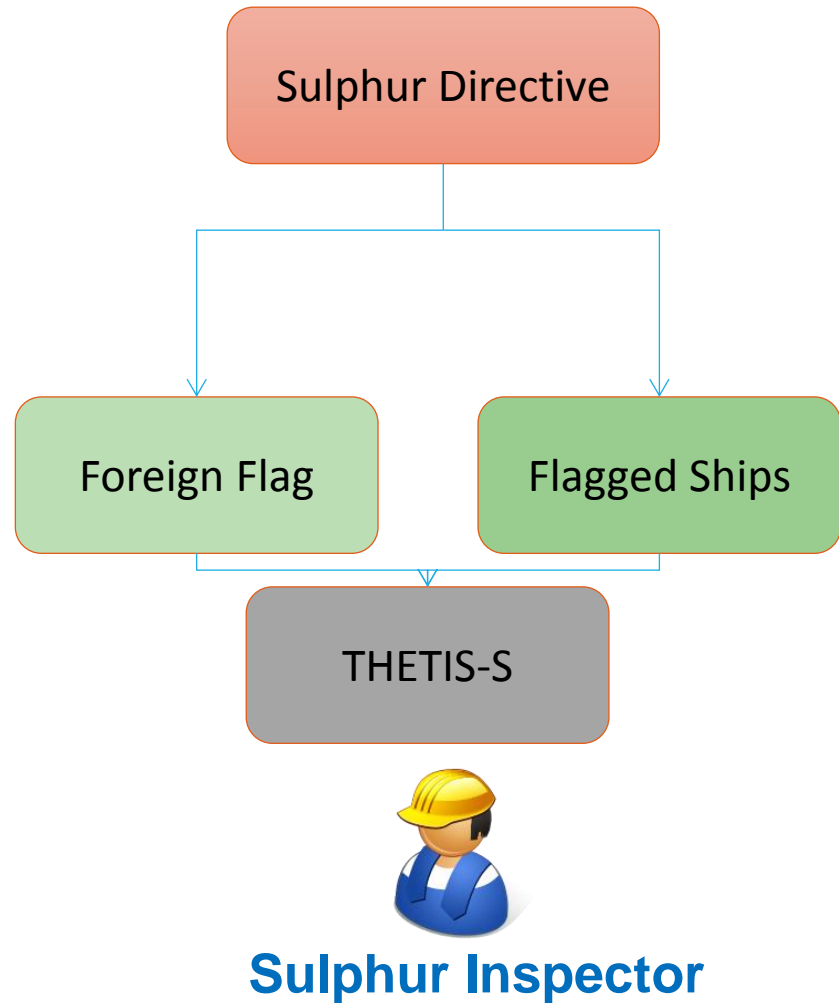 Sulphur Directive
Foreign Flag
Flagged Ships
THETIS-S
Sulphur Inspector